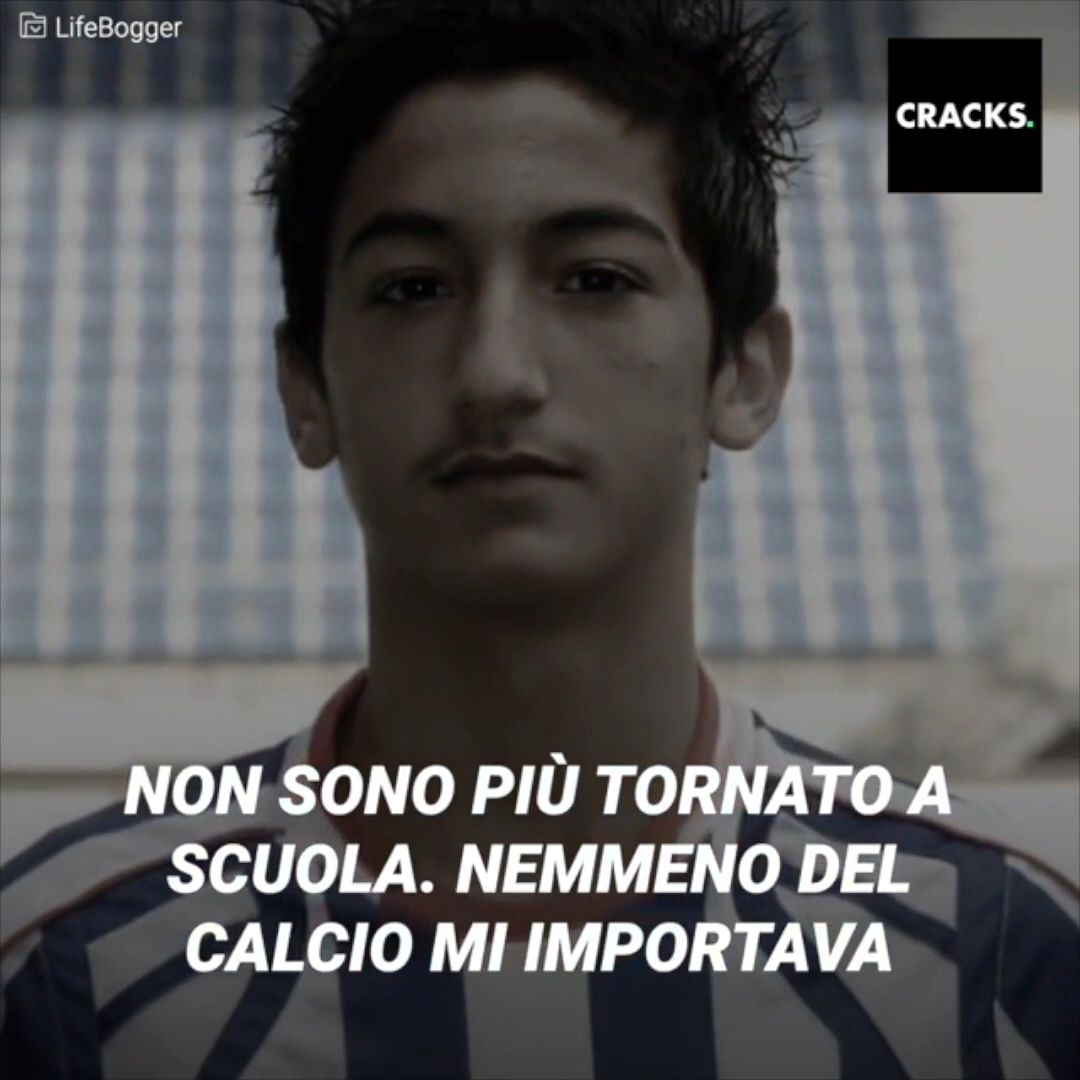 LifeBogger
CRACKS.
NON SONO PIÙ TORNATO A
SCUOLA. NEMMENO DEL
CALCIO MI IMPORTAVA